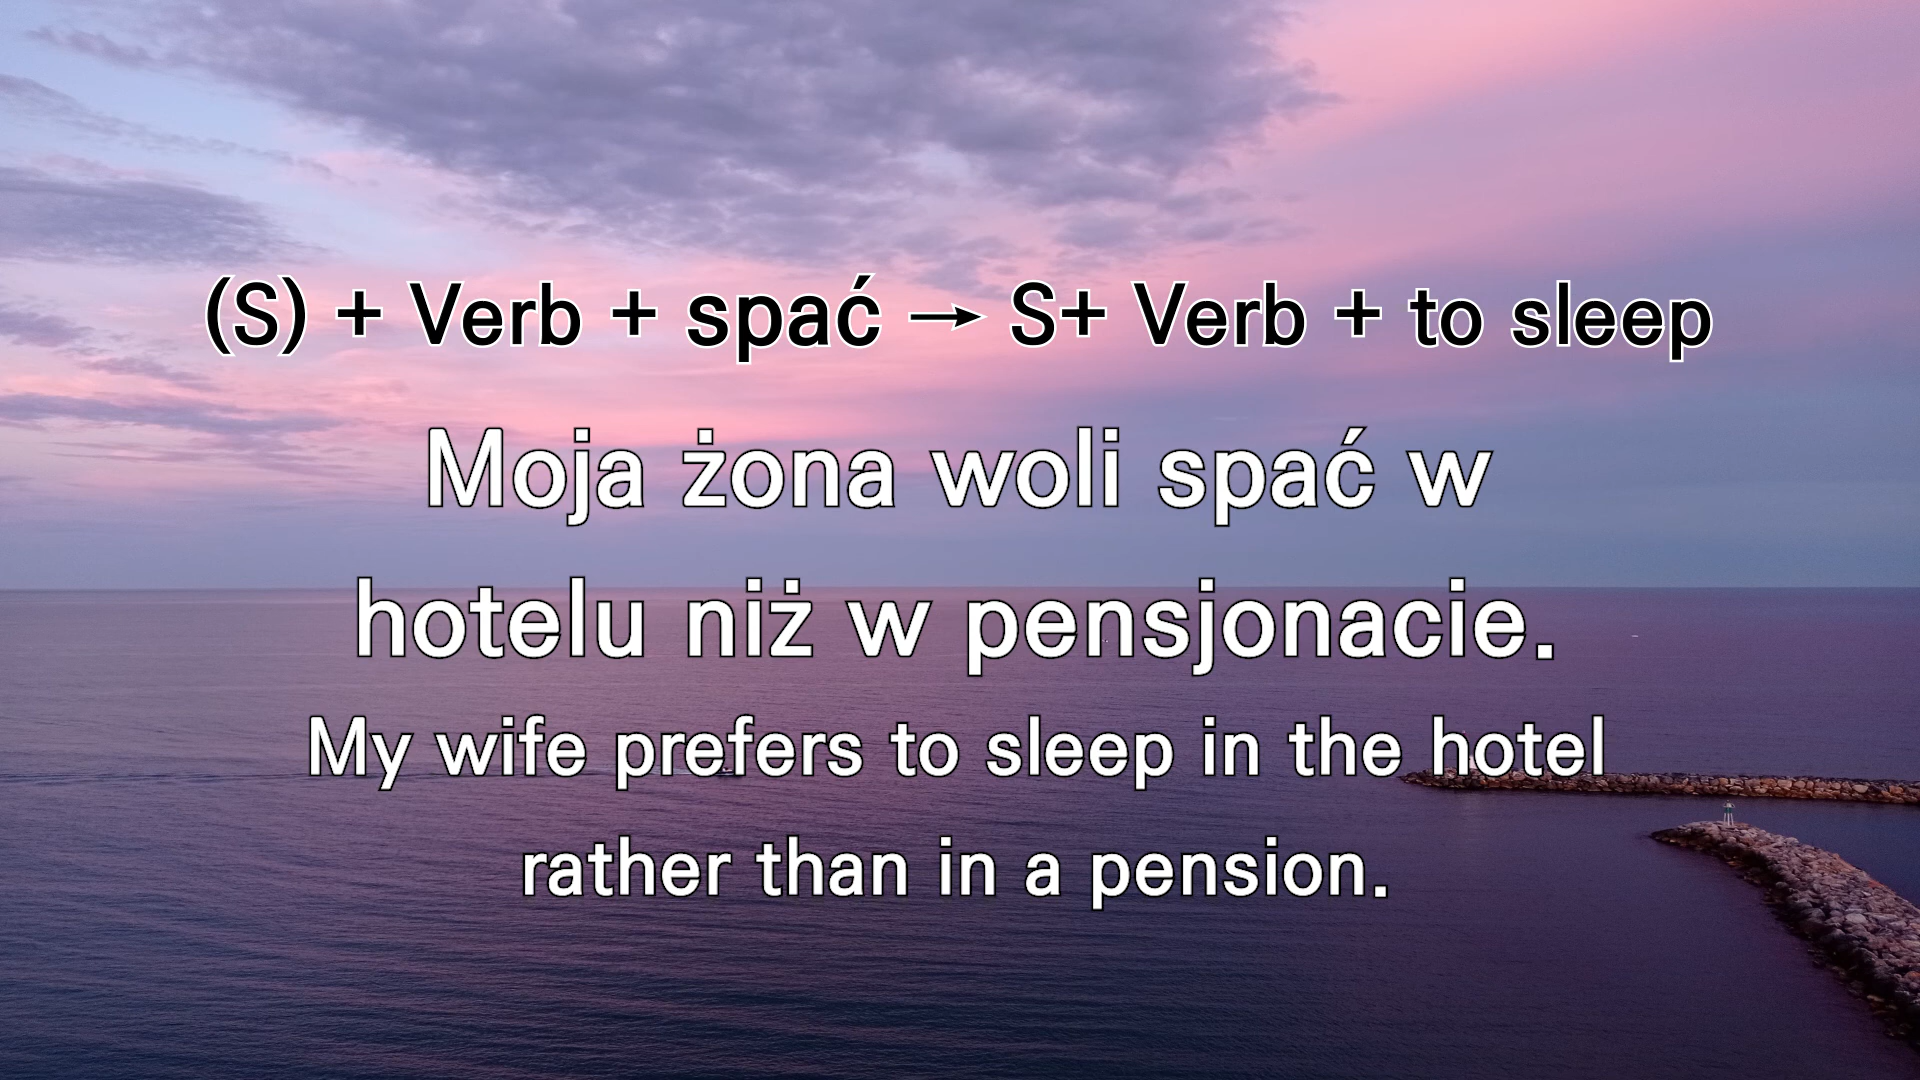 (S) + Verb + spać → S+ Verb + to sleep
Moja żona woli spać w
hotelu niż w pensjonacie.
My wife prefers to sleep in the hotel
rather than in a pension.